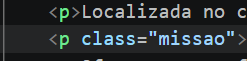 <p>Localizada no c
<p class="missao">